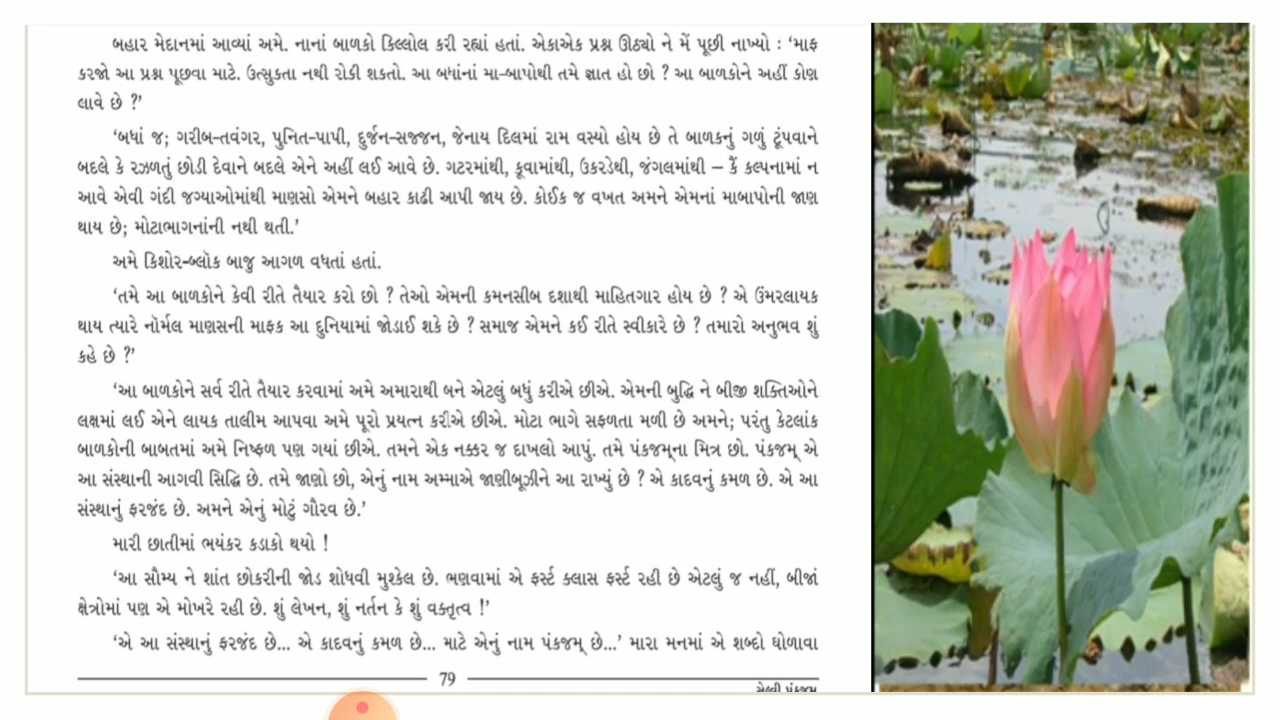 બહાર મેદાનમાં આવ્યાં અમે. નાનાં બાળકો કિલ્લોલ કરી રહ્યાં હતાં. એકાએક પ્રશ્ન ઊઠ્યો ને મેં પૂછી નાખ્યો : ‘માફ
કરજો આ પ્રશ્ન પૂછવા માટે. ઉત્સુકતા નથી રોકી શકતો. આ બધાંનાં મા-બાપોથી તમે જ્ઞાત હો છો ? આ બાળકોને અહીં કોણ
લાવે છે ?’
‘બધાં જ; ગરીબ-તવંગર, પુનિત-પાપી, દુર્જન-સજ્જન, જેનાય દિલમાં રામ વસ્યો હોય છે તે બાળકનું ગળું ટૂંપવાને
બદલે કે રઝળતું છોડી દેવાને બદલે એને અહીં લઈ આવે છે. ગટરમાંથી, કૂવામાંથી, ઉકરડેથી, જંગલમાંથી – કૈં કલ્પનામાં ન
આવે એવી ગંદી જગ્યાઓમાંથી માણસો એમને બહાર કાઢી આપી જાય છે. કોઈક જ વખત અમને એમનાં માબાપોની જાણ
થાય છે; મોટાભાગનાંની નથી થતી.’
અમે કિશોર-બ્લૉક બાજુ આગળ વધતાં હતાં.
‘તમે આ બાળકોને કેવી રીતે તૈયાર કરો છો ? તેઓ એમની કમનસીબ દશાથી માહિતગાર હોય છે ? એ ઉંમરલાયક
થાય ત્યારે નૉર્મલ માણસની માફક આ દુનિયામાં જોડાઈ શકે છે ? સમાજ એમને કઈ રીતે સ્વીકારે છે ? તમારો અનુભવ શું
કહે છે ?’
‘આ બાળકોને સર્વ રીતે તૈયાર કરવામાં અમે અમારાથી બને એટલું બધું કરીએ છીએ. એમની બુદ્ધિ ને બીજી શક્તિઓને
લક્ષમાં લઈ એને લાયક તાલીમ આપવા અમે પૂરો પ્રયત્ન કરીએ છીએ. મોટા ભાગે સફળતા મળી છે અમને; પરંતુ કેટલાંક
બાળકોની બાબતમાં અમે નિષ્ફળ પણ ગયાં છીએ. તમને એક નક્કર જ દાખલો આપું. તમે પંકજમ્‌ના મિત્ર છો. પંકજમ્ એ
આ સંસ્થાની આગવી સિદ્ધિ છે. તમે જાણો છો, એનું નામ અમ્માએ જાણીબૂઝીને આ રાખ્યું છે ? એ કાદવનું કમળ છે. એ આ
સંસ્થાનું ફરજંદ છે. અમને એનું મોટું ગૌરવ છે.’
મારી છાતીમાં ભયંકર કડાકો થયો !
‘આ સૌમ્ય ને શાંત છોકરીની જોડ શોધવી મુશ્કેલ છે. ભણવામાં એ ફર્સ્ટ ક્લાસ ફર્સ્ટ રહી છે એટલું જ નહીં, બીજાં
ક્ષેત્રોમાં પણ એ મોખરે રહી છે. શું લેખન, શું નર્તન કે શું વક્તૃત્વ !’
‘એ આ સંસ્થાનું ફરજંદ છે... એ કાદવનું કમળ છે... માટે એનું નામ પંકજમ્ છે...’ મારા મનમાં એ શબ્દો ઘોળાવા
79
સેલ્વી પંકજમ્